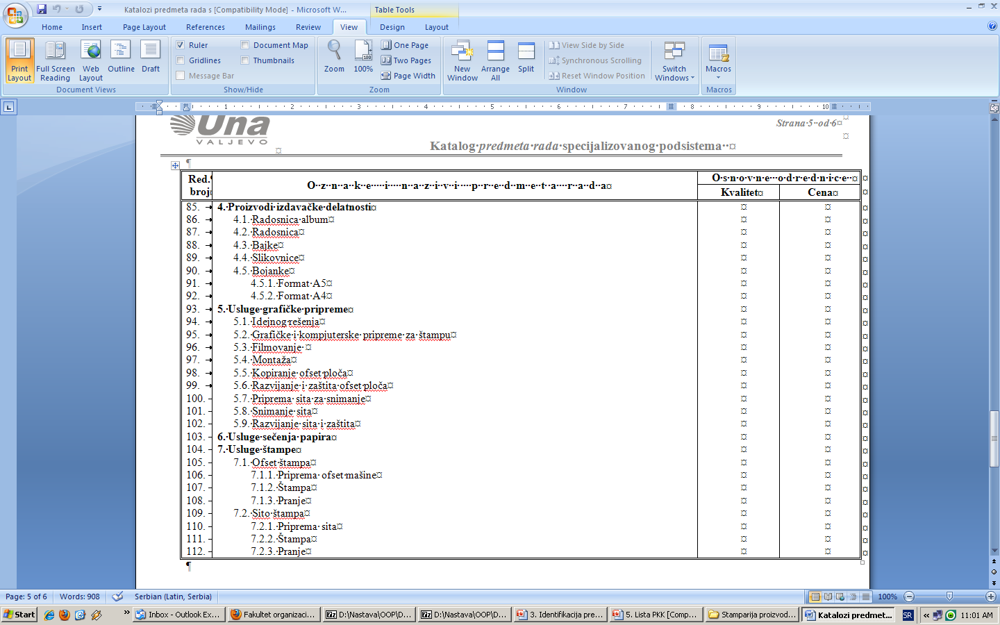 Katalozi predmeta rada s [Compatibility Mode] - Microsoft W...
Table Tools
Home Insert Page Layout References Mailings Review View Design Layout
Print Layout
Full Screen Reading
Web Layout
Outline
Draft
Document Views
Ruler
Gridlines
Message Bar
Document Map
Thumbnails
Show/Hide
Zoom
100%
One Page
Two Pages
Page Width
Zoom
New Window
Arrange All
Split
View Side by Side
Synchronous Scrolling
Reset Window Position
Window
Switch Windows
Macros
Macros
1 2 3 4 5 6 7 8 9 10
Una
VALJEVO
Strana 5 od 6
Katalog predmeta rada specijalizovanog podsistema
Red. broj
O z n a k e i n a z i v i p r e d m e t a r a d a
O s n o v n e o d r e d n i c e
Kvalitet
Cena
85. 4. Proizvodi izdavačke delatnosti
86. 4.1. Radosnica album
87. 4.2. Radosnica
88. 4.3. Bajke
89. 4.4. Slikovnice
90. 4.5. Bojanke
91. 4.5.1. Format A5
92. 4.5.2. Format A4
93. 5. Usluge grafičke pripreme
94. 5.1. Idejnog rešenja
95. 5.2. Grafičke i kompjuterske pripreme za štampu
96. 5.3. Filmovanje
97. 5.4. Montaža
98. 5.5. Kopiranje ofset ploča
99. 5.6. Razvijanje i zaštita ofset ploča
100. 5.7. Priprema sita za snimanje
101. 5.8. Snimanje sita
102. 5.9. Razvijanje sita i zaštita
103. 6. Usluge sečenja papira
104. 7. Usluge štampe
105. 7.1. Ofset štampa
106. 7.1.1. Priprema ofset mašine
107. 7.1.2. Štampa
108. 7.1.3. Pranje
109. 7.2. Sito štampa
110. 7.2.1. Priprema sita
111. 7.2.2. Štampa
112. 7.2.3. Pranje
Page: 5 of 6 Words: 908 Serbian (Latin, Serbia) 100%
Start
Inbox - Outlook Ex...
Fakultet organizaci...
D:\Nastava\OOP\D...
D:\Nastava\OOP\D...
3. Identifikacija pre...
5. Lista PKK [Comp...
Stamparija proizvod...
Katalozi predmet...
SR
11:01 AM